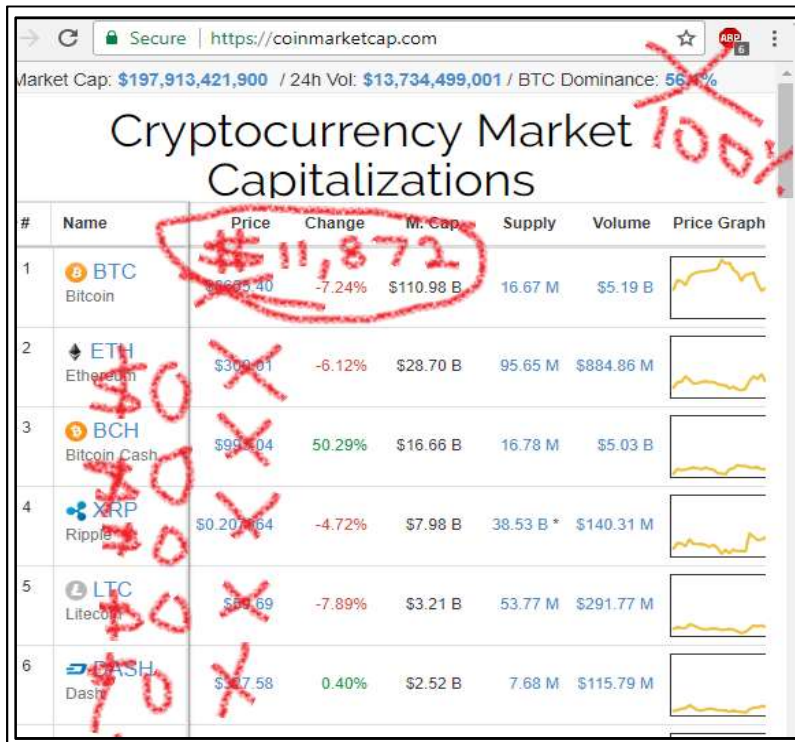 Secure | https://coinmarketcap.com ABP 6
Market Cap: $197,913,421,900 / 24h Vol: $13,734,499,001 / BTC Dominance: 56.1%
100%
Cryptocurrency Market
Capitalizations
# Name Price Change M. Cap Supply Volume Price Graph
$11,872
1 BTC -7.24% $110.98 B 16.67 M $5.19 B
Bitcoin
2 ETH -6.12% $28.70 B 95.65 M $884.86 M
Ethereum
$0
3 BCH 50.29% $16.66 B 16.78 M $5.03 B
Bitcoin Cash
$0
4 XRP -4.72% $7.98 B 38.53 B * $140.31 M
Ripple
$0
5 LTC -7.89% $3.21 B 53.77 M $291.77 M
Litecoin
$0
6 DASH 0.40% $2.52 B 7.68 M $115.79 M
Dash
$0